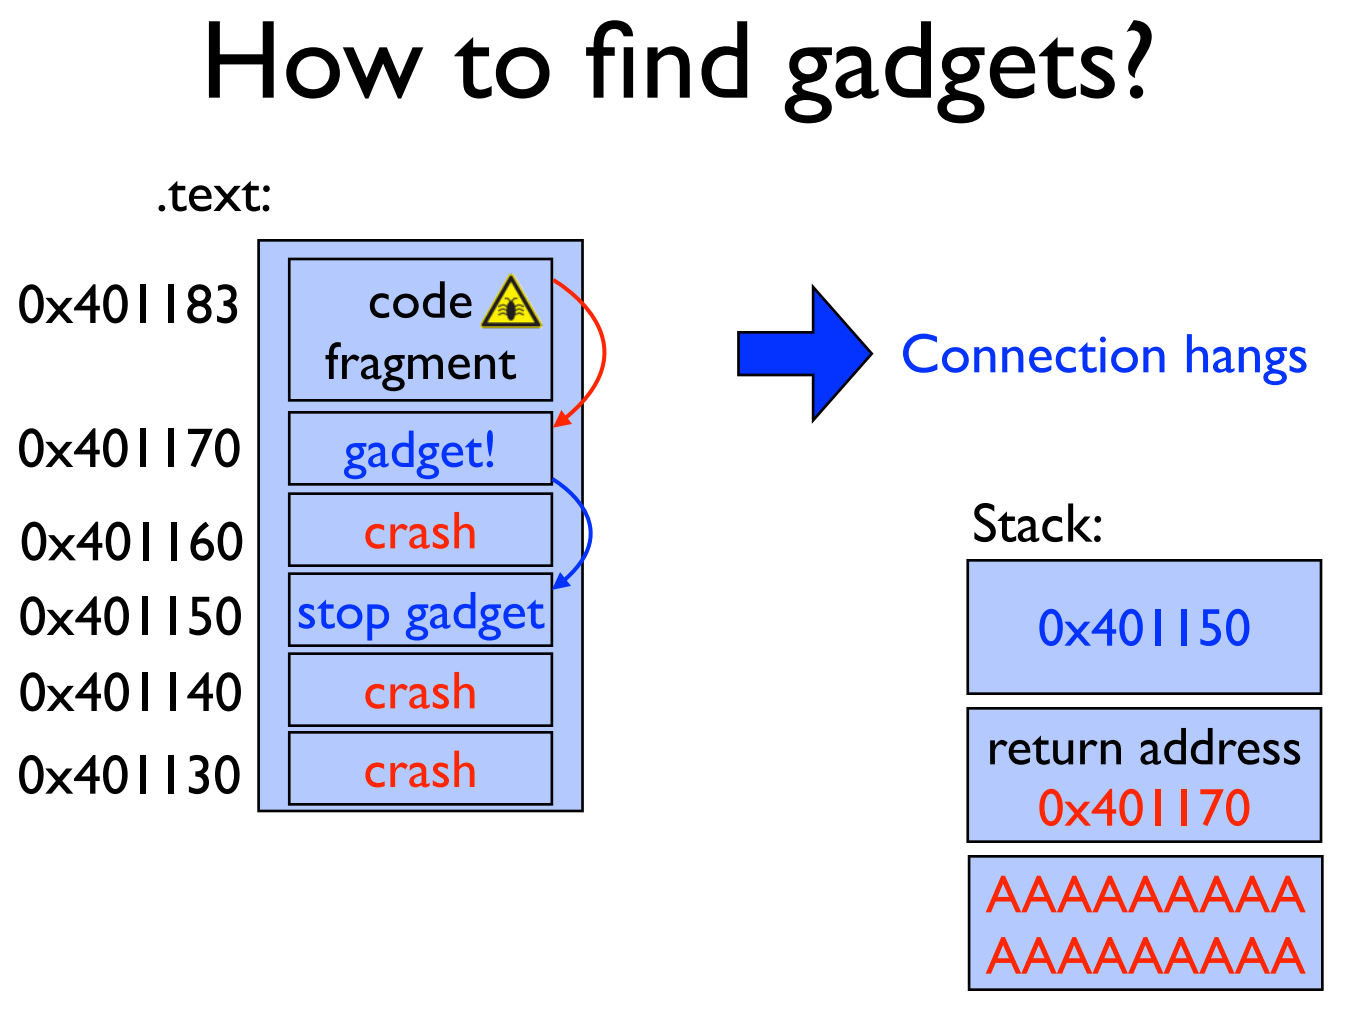 How to find gadgets?
.text:
0x401183
code
fragment
0x401170
gadget!
0x401160
crash
0x401150
stop gadget
0x401140
crash
0x401130
crash
Connection hangs
Stack:
0x401150
return address
0x401170
AAAAAAAAA
AAAAAAAAA